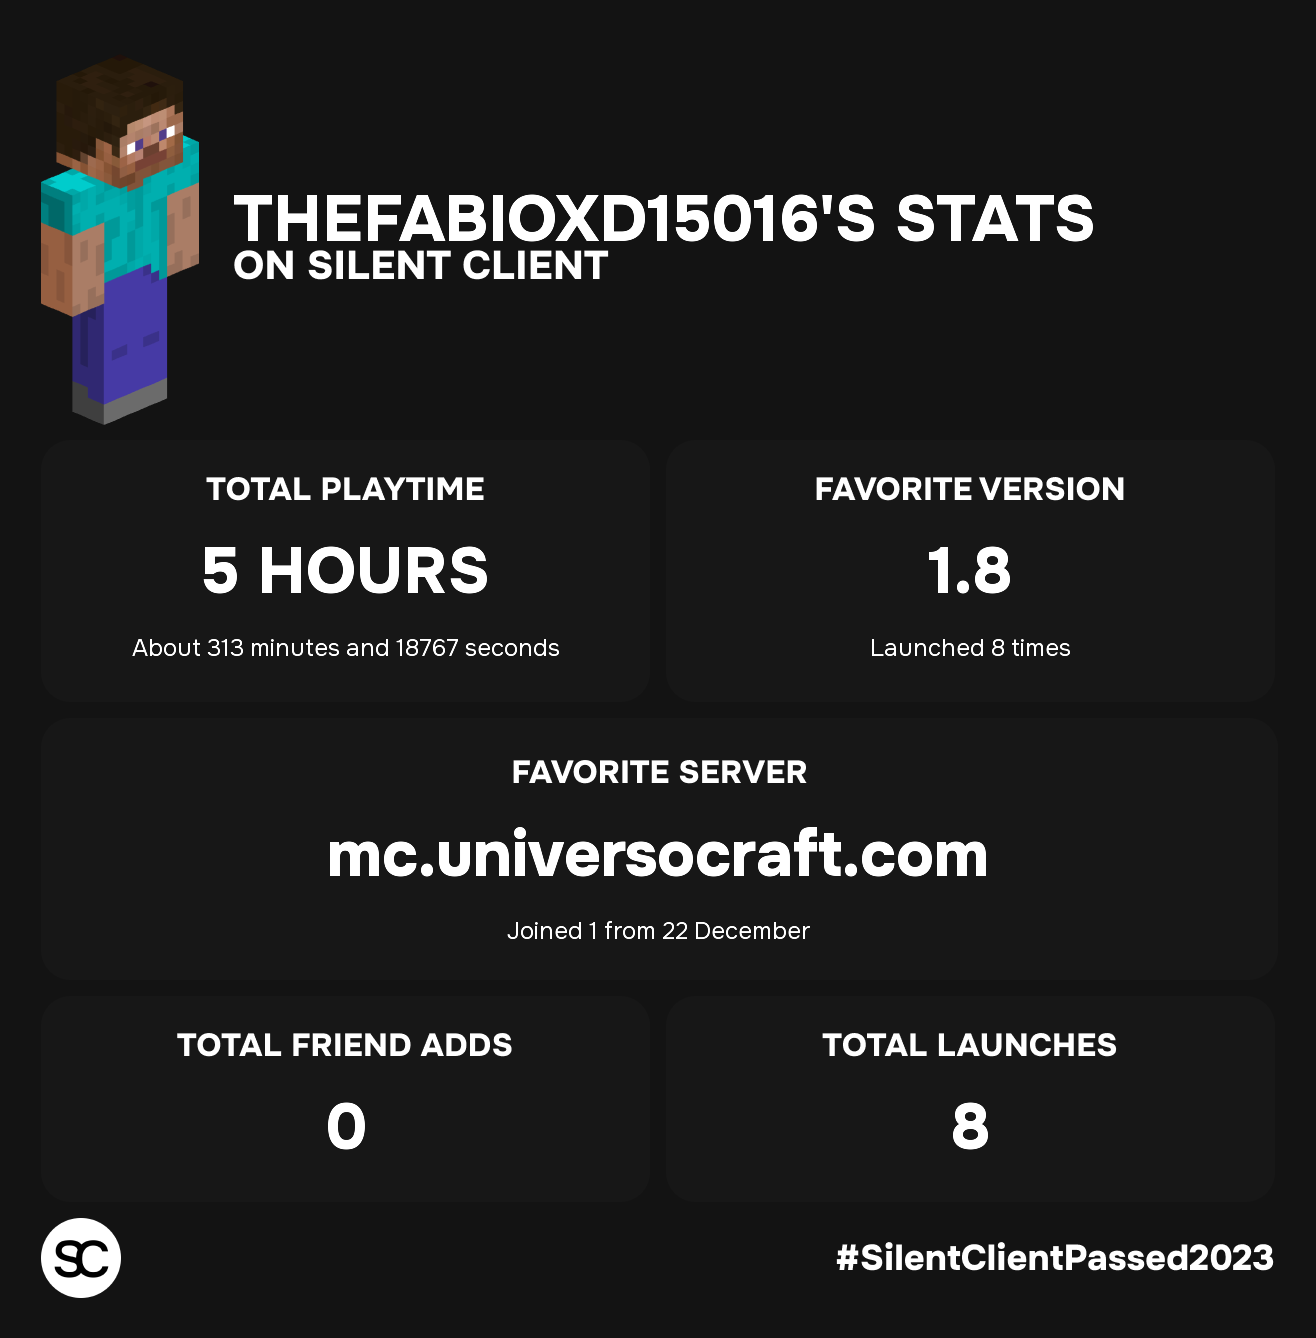 THEFABIOXD15016'S STATS
ON SILENT CLIENT
TOTAL PLAYTIME
5 HOURS
About 313 minutes and 18767 seconds
FAVORITE VERSION
1.8
Launched 8 times
FAVORITE SERVER
mc.universocraft.com
Joined 1 from 22 December
TOTAL FRIEND ADDS
0
TOTAL LAUNCHES
8
SC
#SilentClientPassed2023